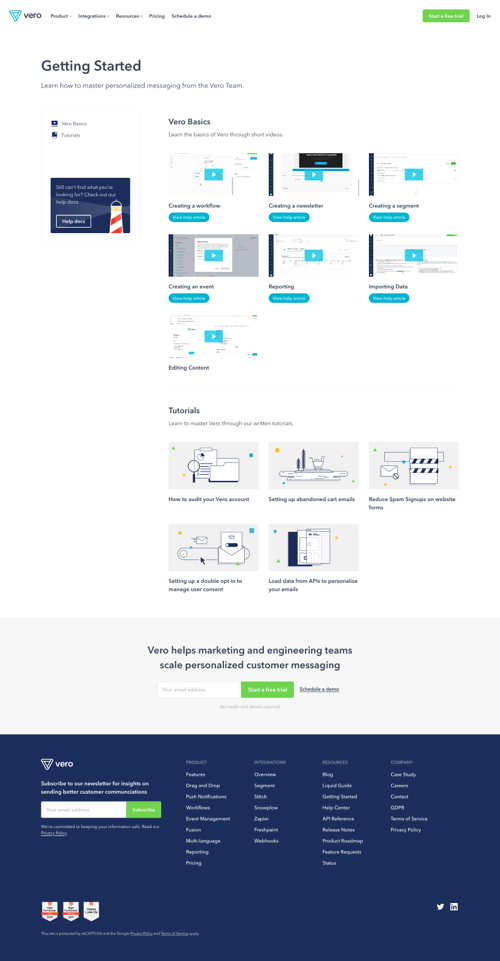 vero
Product
Integrations
Resources
Pricing
Schedule a demo
Start a free trial
Log In
Getting Started
Learn how to master personalized messaging from the Vero Team.
Vero Basics
Tutorials
Still can't find what you're
looking for? Check out our
help docs.
Help docs
Vero Basics
Learn the basics of Vero through short videos.
Creating a workflow
View help article
Creating a newsletter
View help article
Creating a segment
View help article
Creating an event
View help article
Reporting
View help article
Importing Data
View help article
Editing Content
Tutorials
Learn to master Vero through our written tutorials.
How to audit your Vero account
Setting up abandoned cart emails
Reduce Spam Signups on website
forms
Setting up a double opt-in to
manage user consent
Load data from APIs to personalize
your emails
Vero helps marketing and engineering teams
scale personalized customer messaging
Your email address
Start a free trial
Schedule a demo
No credit card details required
vero
Subscribe to our newsletter for insights on
sending better customer communciations
Your email address
Subscribe
We're committed to keeping your information safe. Read our
Privacy Policy
PRODUCT
Features
Drag and Drop
Push Notifications
Workflows
Event Management
Fusion
Multi-language
Reporting
Pricing
INTEGRATIONS
Overview
Segment
Stitch
Snowplow
Zapier
Freshpaint
Webhooks
RESOURCES
Blog
Liquid Guide
Getting Started
Help Center
API Reference
Release Notes
Product Roadmap
Feature Requests
Status
COMPANY
Case Study
Careers
Contact
GDPR
Terms of Service
Privacy Policy
This site is protected by reCAPTCHA and the Google Privacy Policy and Terms of Service apply.